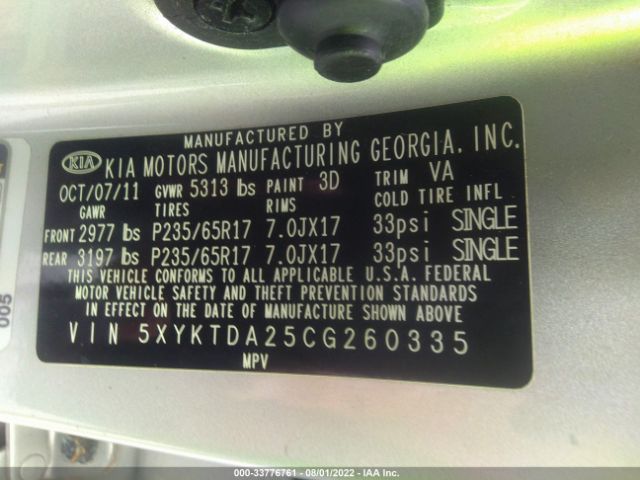 MANUFACTURED BY
KIA KIA MOTORS MANUFACTURING GEORGIA, INC.
OCT/07/11 GVWR 5313 lbs PAINT 3D TRIM VA
GAWR TIRES RIMS COLD TIRE INFL
FRONT 2977 lbs P235/65R17 7.0JX17 33psi SINGLE
REAR 3197 lbs P235/65R17 7.0JX17 33psi SINGLE
THIS VEHICLE CONFORMS TO ALL APPLICABLE U.S.A. FEDERAL
MOTOR VEHICLE SAFETY AND THEFT PREVENTION STANDARDS
IN EFFECT ON THE DATE OF MANUFACTURE SHOWN ABOVE
VIN 5XYKTDA25CG260335
MPV
005
000-33776761 - 08/01/2022 - IAA Inc.